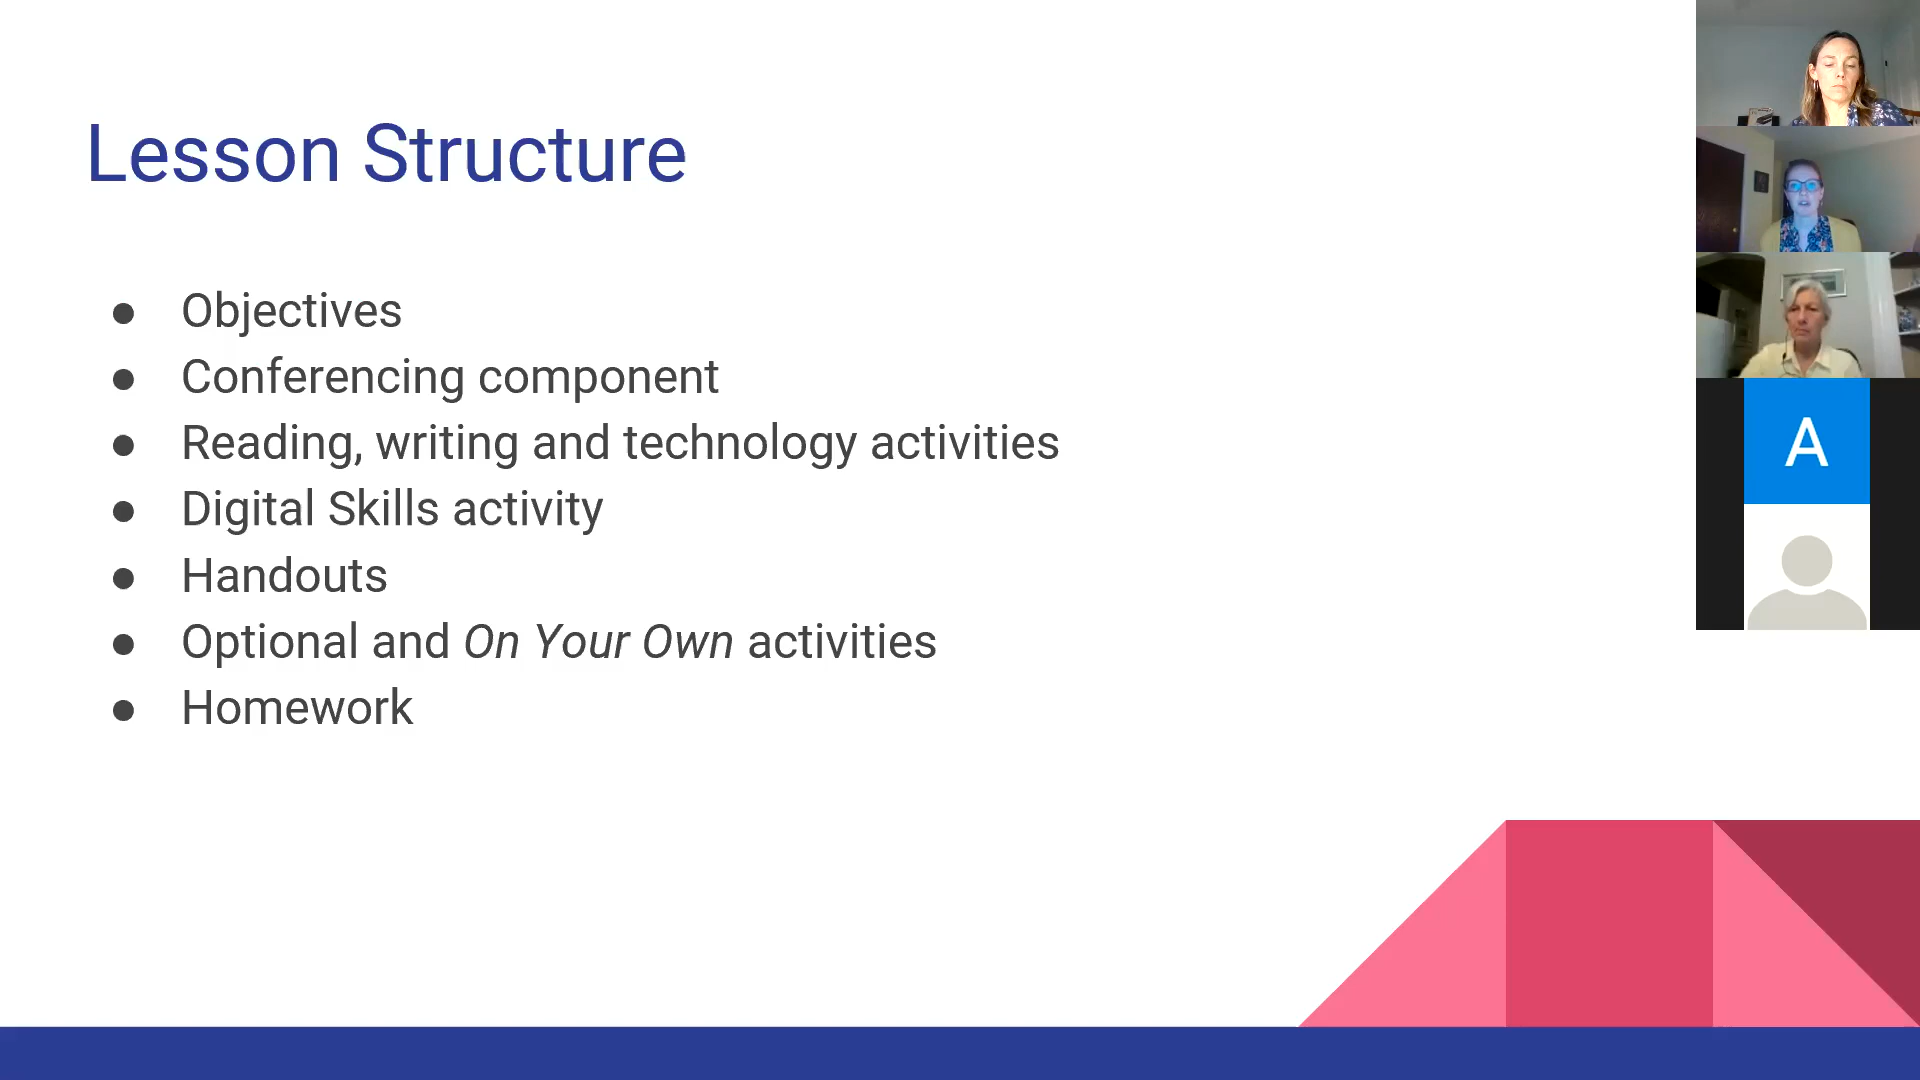 Lesson Structure
● Objectives
● Conferencing component
● Reading, writing and technology activities
● Digital Skills activity
● Handouts
● Optional and On Your Own activities
● Homework
A